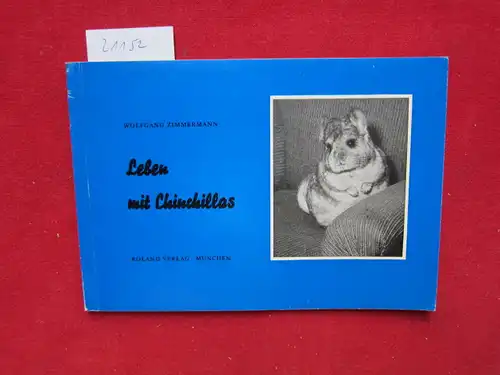 21152
WOLFGANG ZIMMERMANN
Leben
mit Chinchillas
ROLAND VERLAG MÜNCHEN